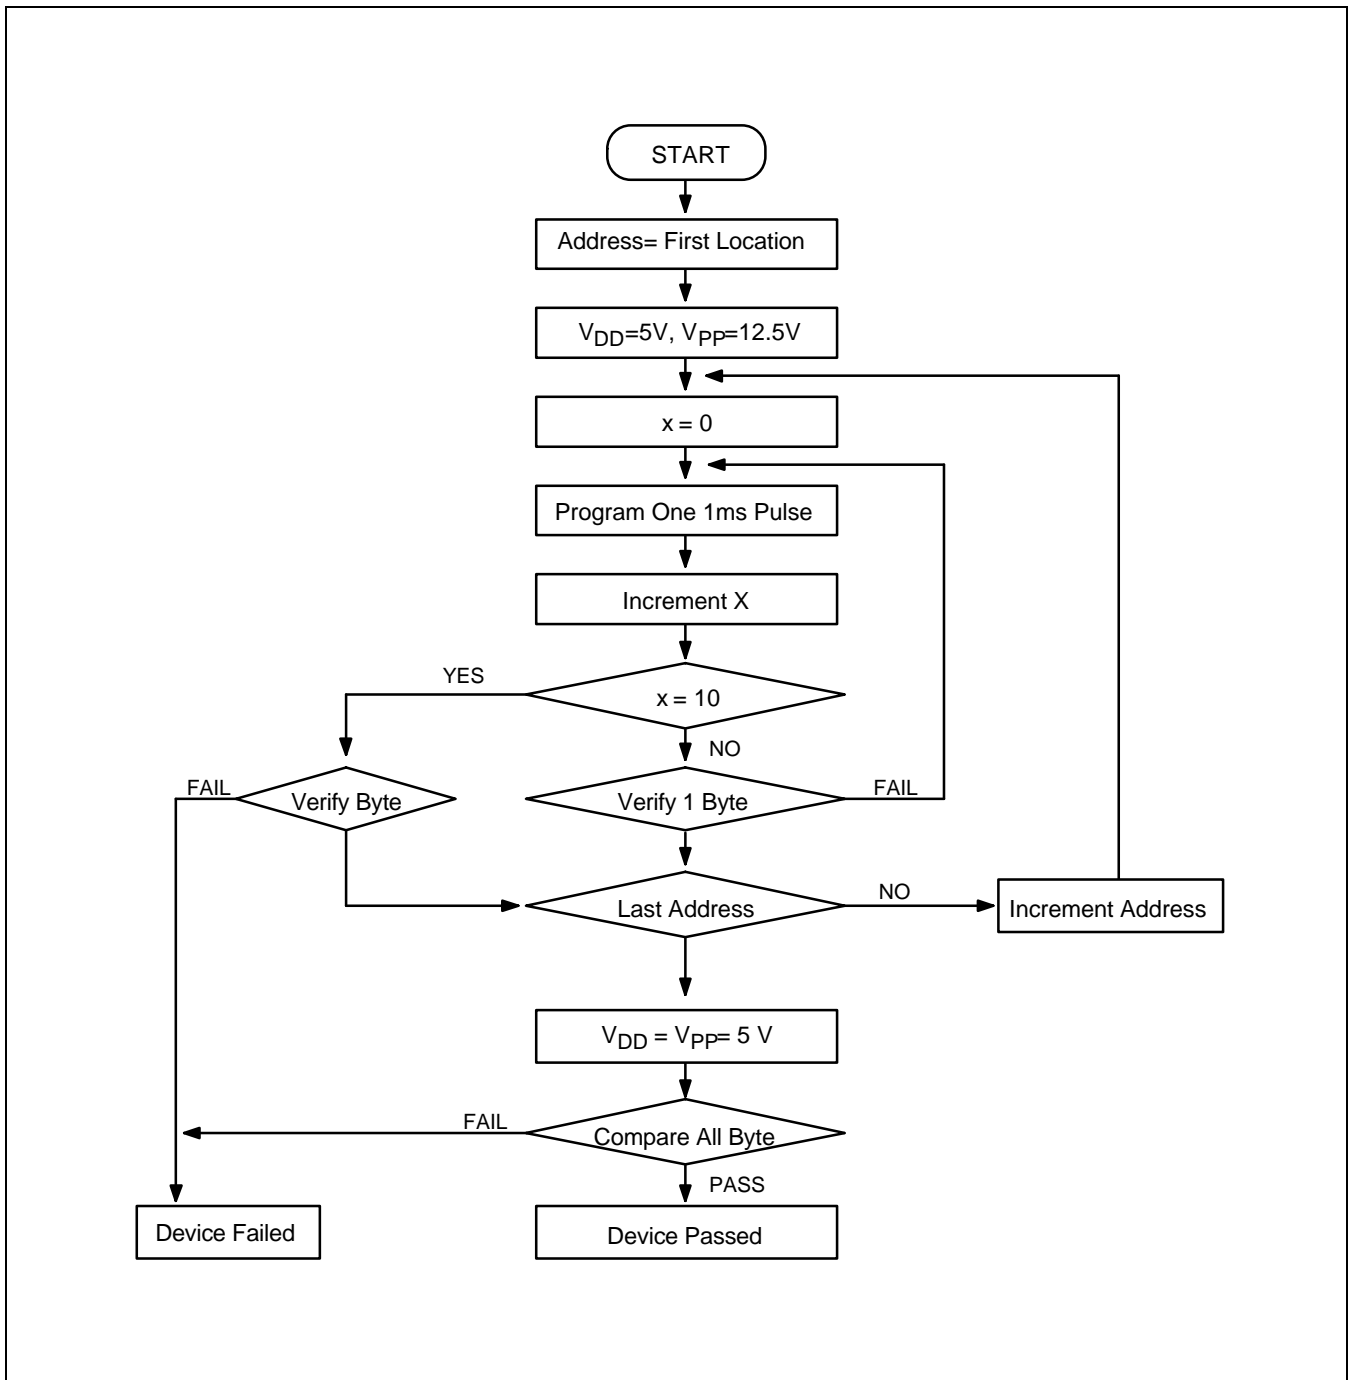 START
Address= First Location
VDD=5V, VPP=12.5V
x = 0
Program One 1ms Pulse
Increment X
YES
x = 10
NO
FAIL
Verify Byte
Verify 1 Byte
FAIL
Last Address
NO
Increment Address
VDD = VPP= 5 V
FAIL
Compare All Byte
PASS
Device Failed
Device Passed